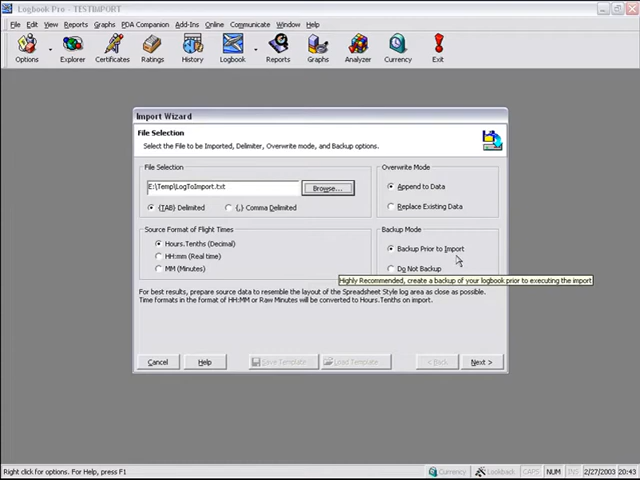 Logbook Pro - TESTIMPORT
File Edit View Reports Graphs PDA Companion Add-Ins Online Communicate Window Help
Options Explorer Certificates Ratings History Logbook Reports Graphs Analyzer Currency Exit
Import Wizard
File Selection
Select the File to be Imported, Delimiter, Overwrite mode, and Backup options.
File Selection
E:\Temp\LogToImport.txt Browse...
{TAB} Delimited {,} Comma Delimited
Overwrite Mode
Append to Data
Replace Existing Data
Source Format of Flight Times
Hours.Tenths (Decimal)
HH:mm (Real time)
MM (Minutes)
Backup Mode
Backup Prior to Import
Do Not Backup
Highly Recommended, create a backup of your logbook prior to executing the import
For best results, prepare source data to resemble the layout of the Spreadsheet Style log area as close as possible.
Time formats in the format of HH:MM or Raw Minutes will be converted to Hours.Tenths on import.
Cancel Help Save Template Load Template < Back Next >
Right click for options. For Help, press F1 Currency Lookback CAPS NUM INS 2/27/2003 20:43